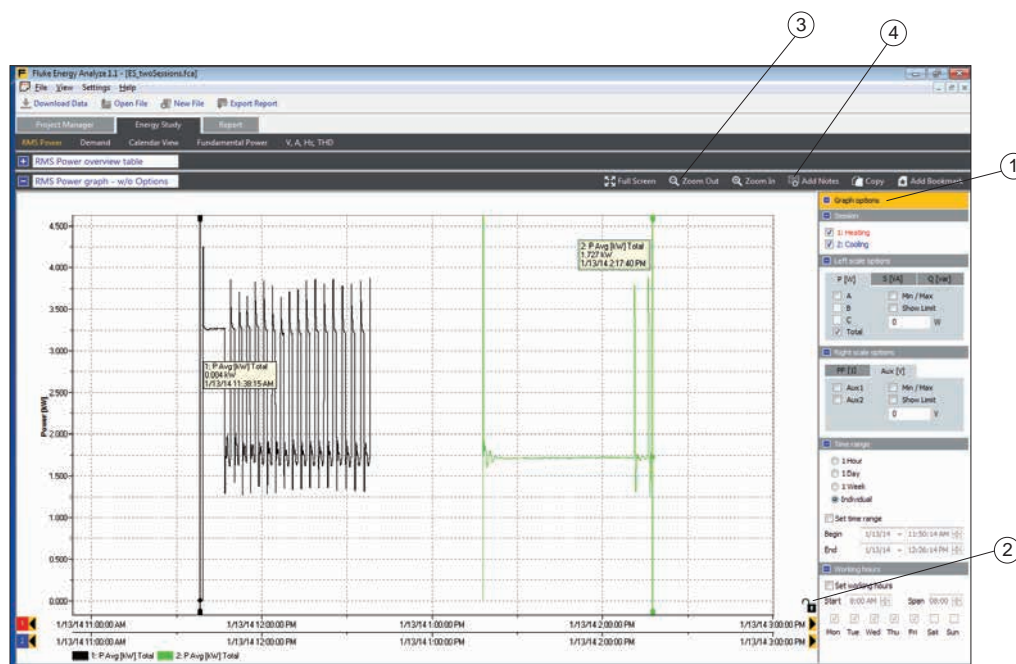 3
4
Fluke Energy Analyze 1.1 - [ES_twoSessions.fca]
File View Settings Help
Download Data Open File New File Export Report
Project Manager Energy Study Report
RMS Power Demand Calendar View Fundamental Power V, A, Hz, THD
RMS Power overview table
RMS Power graph - w/o Options Full Screen Zoom Out Zoom In Add Notes Copy Add Bookmark
1
Graph options
Session
1: Heating
2: Cooling
Left scale options
P [W] S [VA] Q [var]
A Min / Max
B Show Limit
C 0 W
Total
Right scale options
PF [1] Aux [V]
Aux1 Min / Max
Aux2 Show Limit
0 V
Time range
1 Hour
1 Day
1 Week
Individual
Set time range
Begin 1/13/14 11:50:14 AM
End 1/13/14
2
Working hours
Set working hours
Start 8:00 AM Span 08:00
Mon Tue Wed Thu Fri Sat Sun
Power [kW]
4.500
4.000
3.500
3.000
2.500
2.000
1.500
1.000
0.500
0.000
2: P Avg [kW] Total
1.727 kW
1/13/14 2:17:40 PM
1: P Avg [kW] Total
0.004 kW
1/13/14 11:38:15 AM
1 1/13/14 11:00:00 AM 1/13/14 12:00:00 PM 1/13/14 1:00:00 PM 1/13/14 2:00:00 PM 1/13/14 3:00:00 PM
2 1/13/14 11:00:00 AM 1/13/14 12:00:00 PM 1/13/14 1:00:00 PM 1/13/14 2:00:00 PM 1/13/14 3:00:00 PM
1: P Avg [kW] Total 2: P Avg [kW] Total